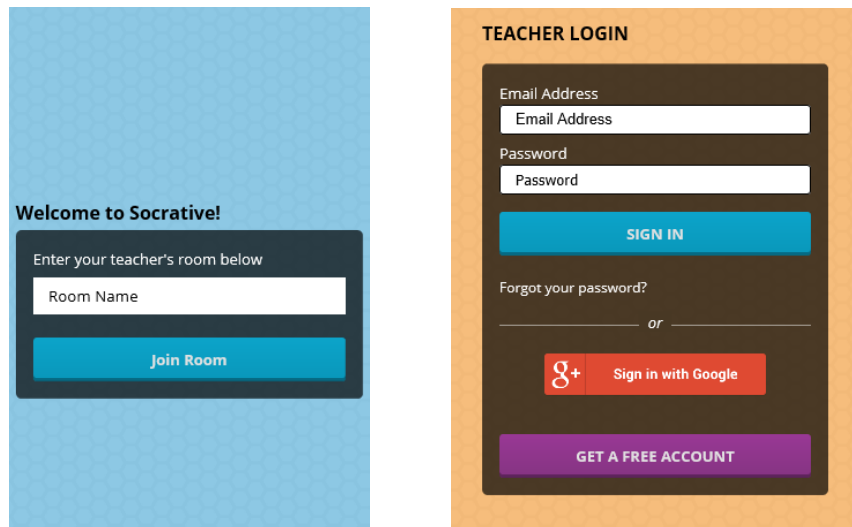 Welcome to Socrative!
Enter your teacher's room below
Room Name
Join Room
TEACHER LOGIN
Email Address
Email Address
Password
Password
SIGN IN
Forgot your password?
or
g+ Sign in with Google
GET A FREE ACCOUNT